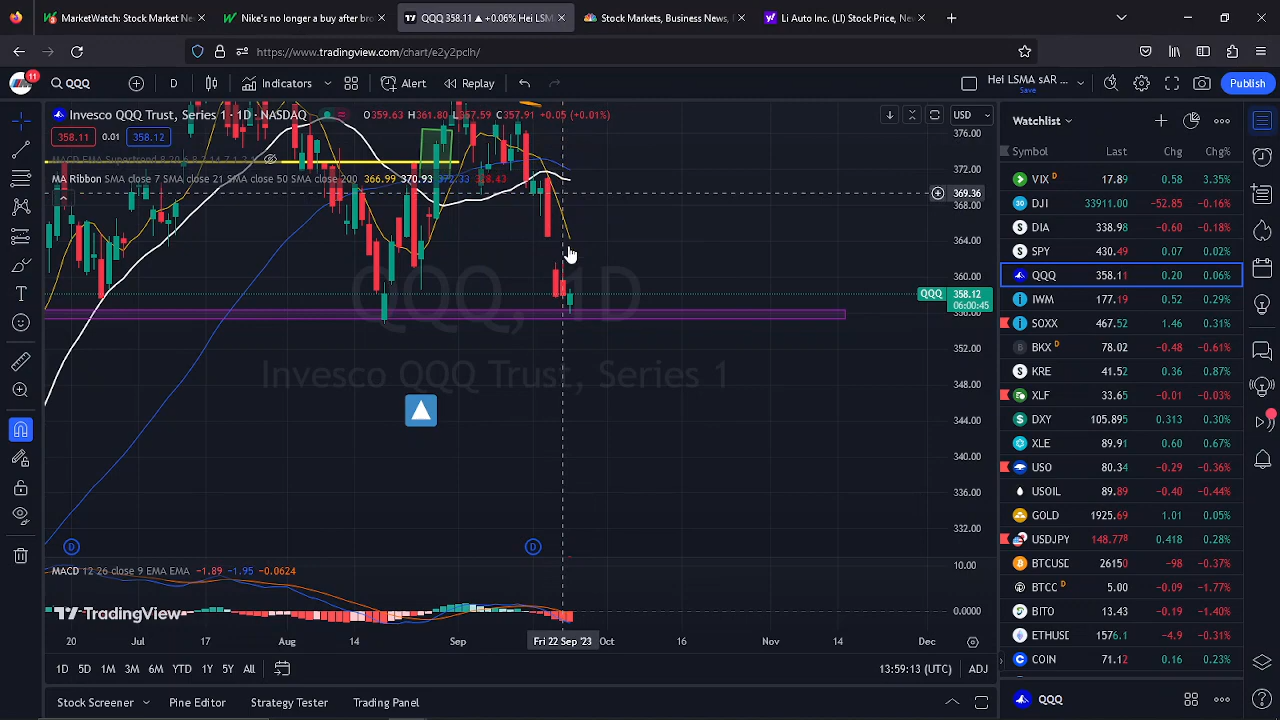 MarketWatch: Stock Market Ne
Nike's no longer a buy after bro
QQQ 358.11 ▲ +0.06% Hei LSM
Stock Markets, Business News,
Li Auto Inc. (LI) Stock Price, Ne
https://www.tradingview.com/chart/e2y2pclh/
11
QQQ
D
Indicators
Alert
Replay
Hei LSMA sAR ...
Save
Publish
Invesco QQQ Trust, Series 1 · 1D · NASDAQ
O359.63 H361.80 L357.59 C357.91 +0.05 (+0.01%)
USD
358.11 0.01 358.12
MA Ribbon SMA close 7 SMA close 21 SMA close 50 SMA close 200 366.99 370.93
376.00
372.00
369.36
368.00
364.00
360.00
QQQ 358.12
06:00:45
352.00
348.00
344.00
340.00
336.00
332.00
QQQ, 1D
Invesco QQQ Trust, Series 1
D
D
MACD 12 26 close 9 EMA EMA -1.89 -1.95 -0.0624
10.00
0.0000
TradingView
20 Jul 17 Aug 14 Sep Fri 22 Sep '23 Oct 16 Nov 14 Dec
1D 5D 1M 3M 6M YTD 1Y 5Y All
13:59:13 (UTC) ADJ
Stock Screener
Pine Editor
Strategy Tester
Trading Panel
Watchlist
Symbol Last Chg Chg%
VIX D 17.89 0.58 3.35%
DJI 33911.00 -52.85 -0.16%
DIA 338.98 -0.60 -0.18%
SPY 430.49 0.07 0.02%
QQQ 358.11 0.20 0.06%
IWM 177.19 0.52 0.29%
SOXX 467.52 1.46 0.31%
BKX D 78.02 -0.48 -0.61%
KRE 41.52 0.36 0.87%
XLF 33.65 -0.01 -0.03%
DXY 105.895 0.313 0.30%
XLE 89.91 0.60 0.67%
USO 80.34 -0.29 -0.36%
USOIL 89.89 -0.40 -0.44%
GOLD 1925.69 1.01 0.05%
USDJPY 148.778 0.418 0.28%
BTCUSD 26150 -98 -0.37%
BTCC D 5.00 -0.09 -1.77%
BITO 13.43 -0.19 -1.40%
ETHUSD 1576.1 -4.9 -0.31%
COIN 71.12 0.16 0.23%
QQQ